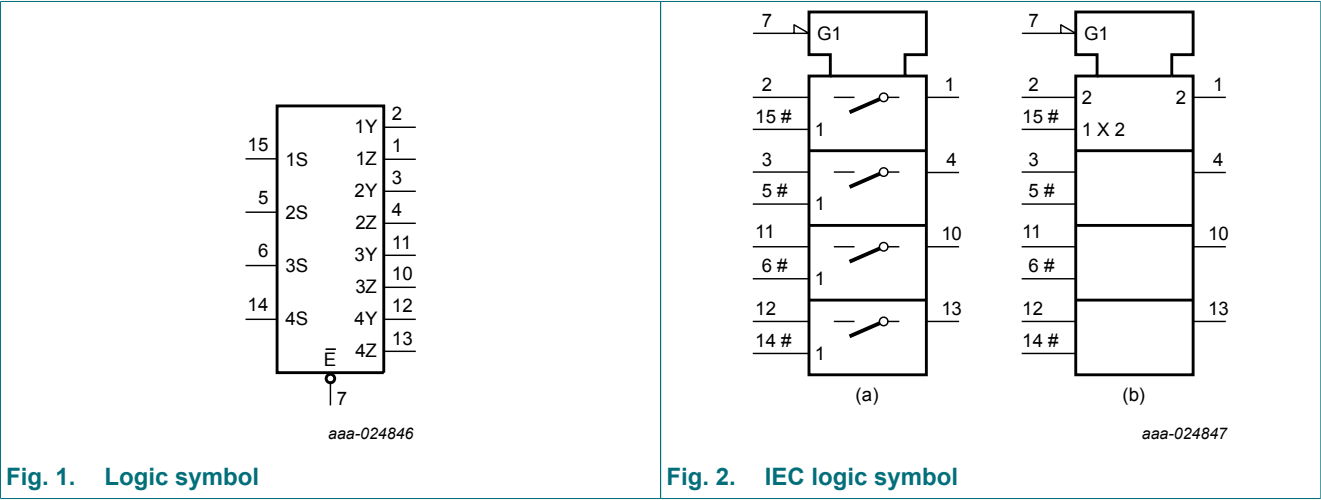 2
1Y
15
1
1S
1Z
3
2Y
5
4
2S
2Z
11
3Y
6
10
3S
3Z
12
14
4Y
4S
13
4Z
E̅
7
aaa-024846
Fig. 1. Logic symbol
7
G1
2
1
15 #
1
3
4
5 #
1
11
10
6 #
1
12
13
14 #
1
(a)
7
G1
2
2
2
1
15 #
1 X 2
3
4
5 #
11
10
6 #
12
13
14 #
(b)
aaa-024847
Fig. 2. IEC logic symbol